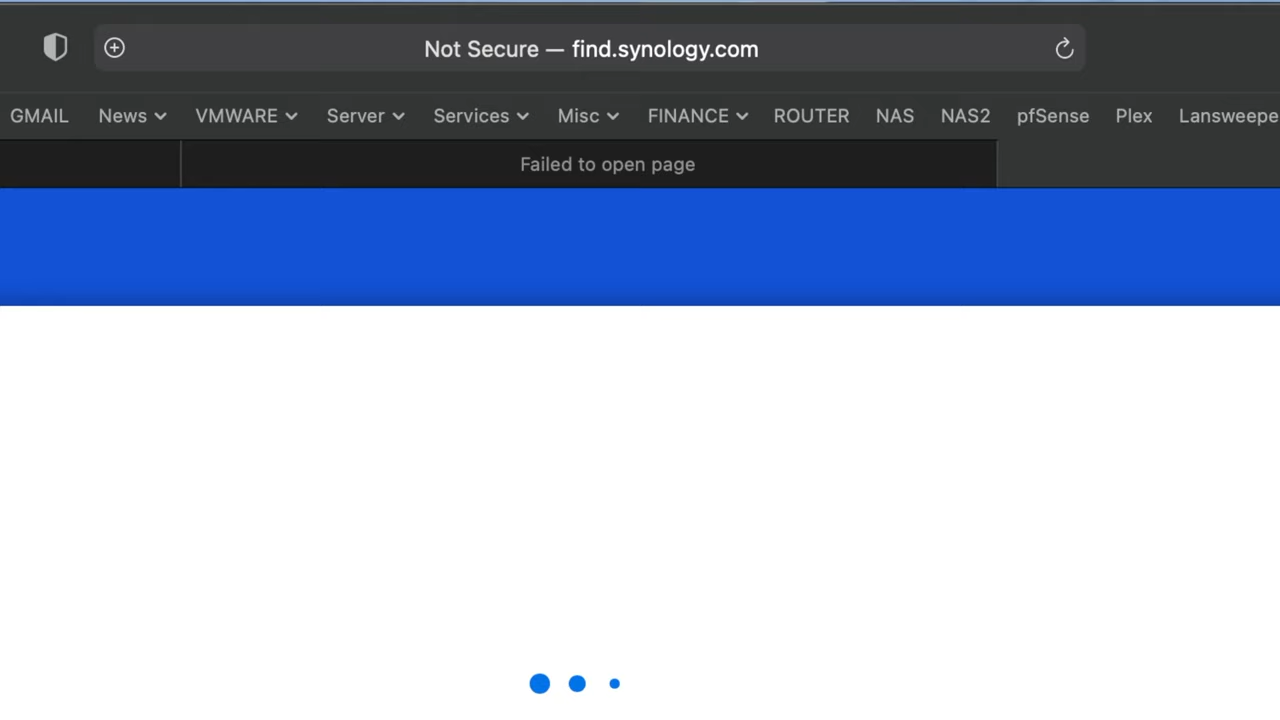 Not Secure — find.synology.com
GMAIL News VMWARE Server Services Misc FINANCE ROUTER NAS NAS2 pfSense Plex Lansweepe
Failed to open page